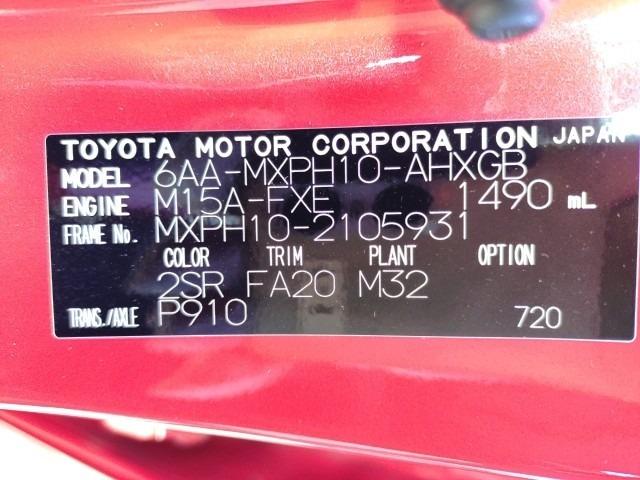 TOYOTA MOTOR CORPORATION JAPAN
MODEL 6AA-MXPH10-AHXGB
ENGINE M15A-FXE 1490 mL
FRAME No. MXPH10-2105931
COLOR TRIM PLANT OPTION
2SR FA20 M32
TRANS./AXLE P910 720